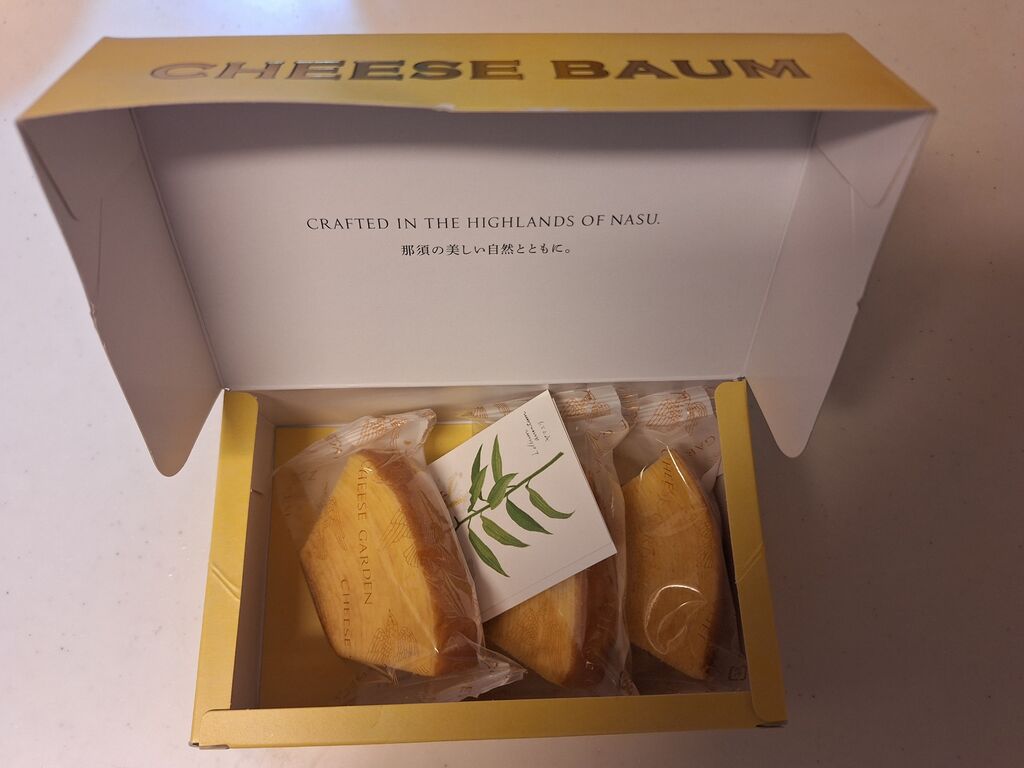 CHEESE BAUM
CRAFTED IN THE HIGHLANDS OF NASU.
那須の美しい自然とともに。
CHEESE GARDEN
CHEESE